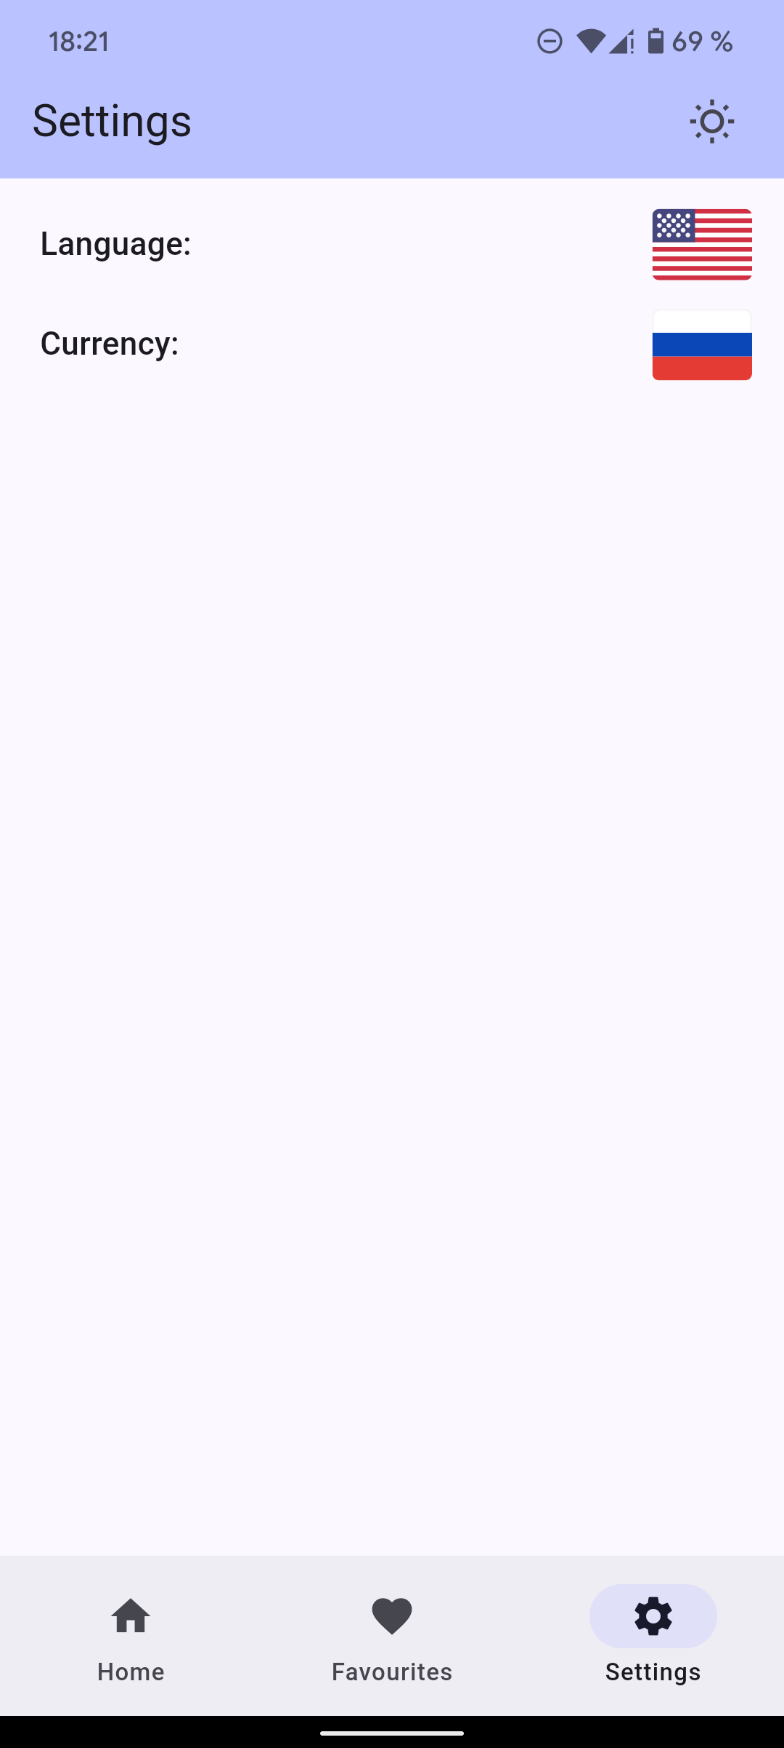 18:21
69 %
Settings
Language:
Currency:
Home
Favourites
Settings